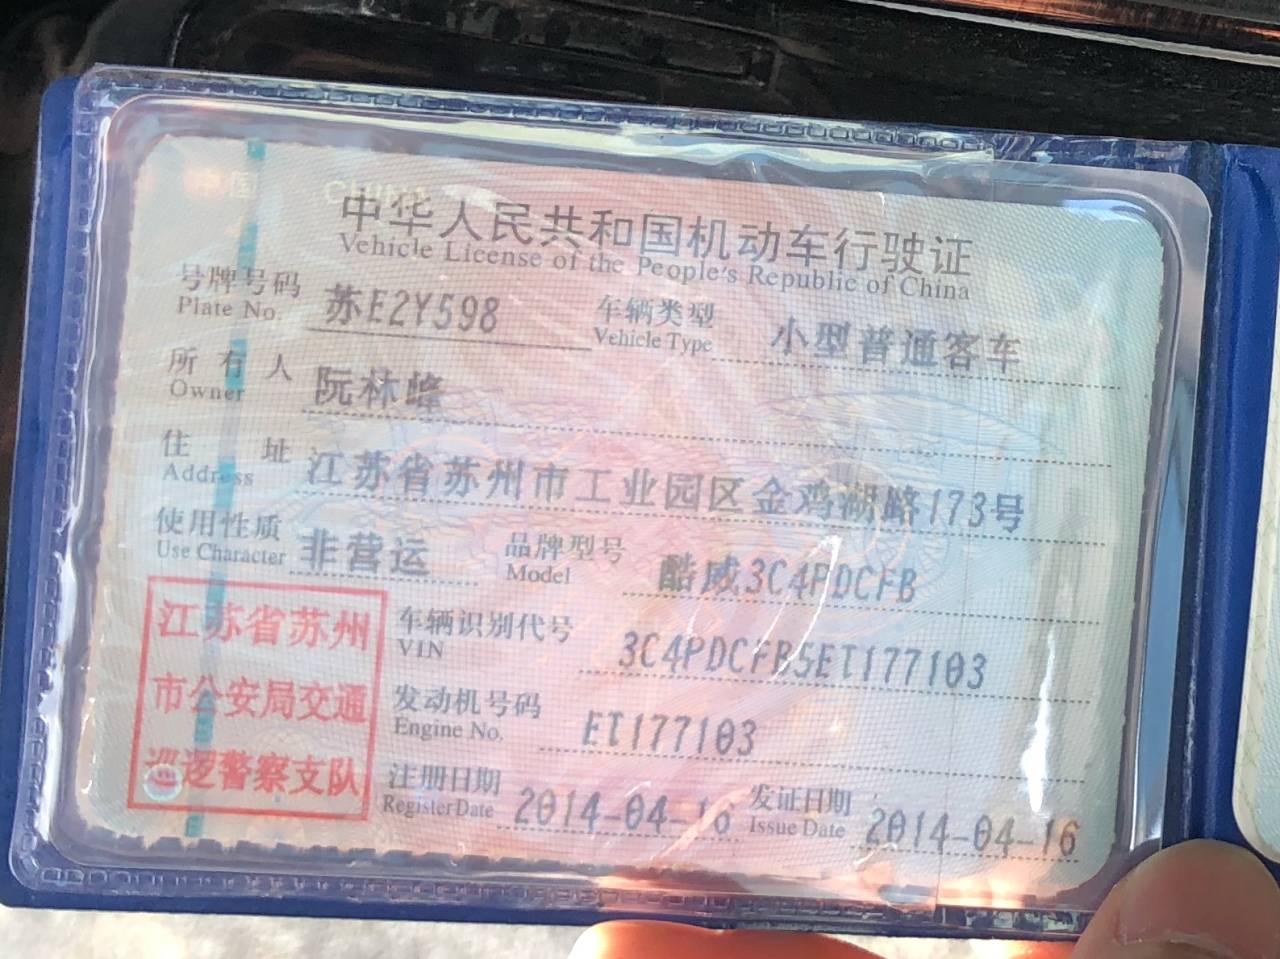 中国 CHINA
中华人民共和国机动车行驶证
Vehicle License of the People's Republic of China
号牌号码 苏E2Y598 车辆类型 小型普通客车
Plate No. Vehicle Type
所有人 阮林峰
Owner
住址 江苏省苏州市工业园区金鸡湖路173号
Address
使用性质 非营运 品牌型号 酷威3C4PDCFB
Use Character Model
江苏省苏州
市公安局交通
巡逻警察支队
车辆识别代号 3C4PDCFB5ET177103
VIN
发动机号码 ET177103
Engine No.
注册日期 2014-04-16 发证日期 2014-04-16
Register Date Issue Date